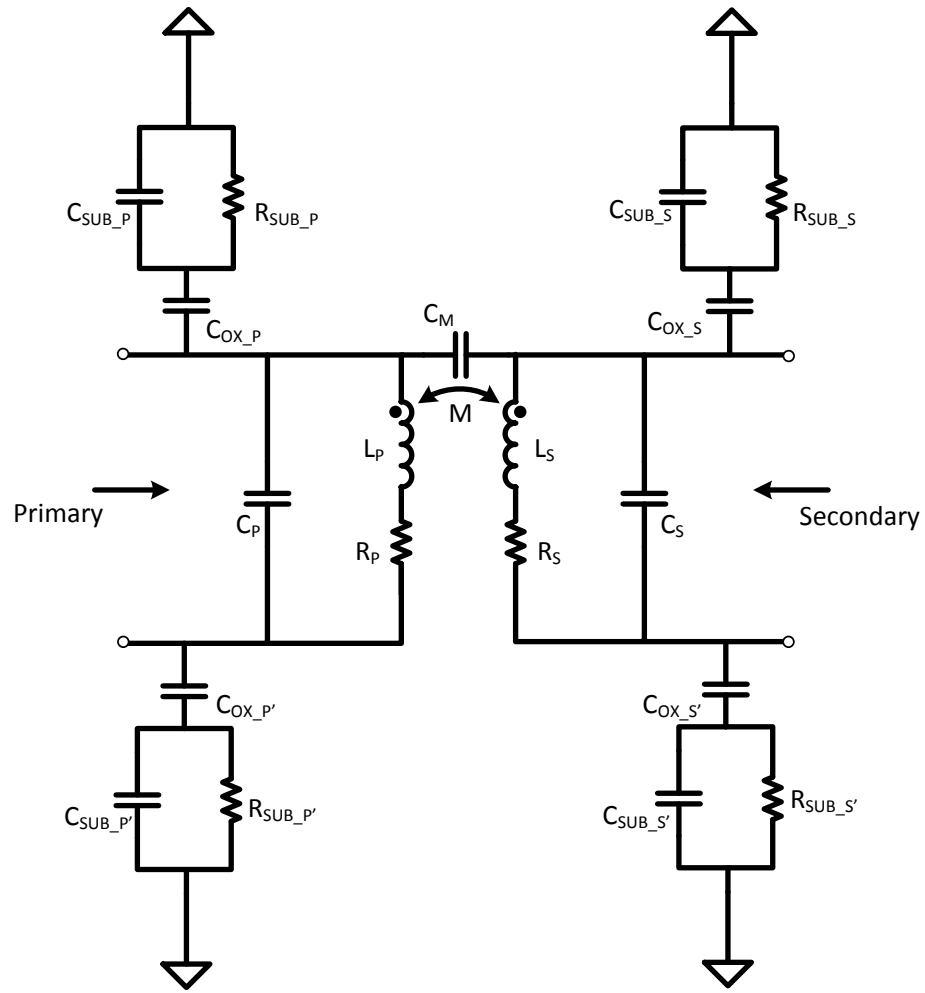 C_SUB_P
R_SUB_P
C_SUB_S
R_SUB_S
C_OX_P
C_M
C_OX_S
M
L_P
L_S
Primary
C_P
R_P
R_S
C_S
Secondary
C_OX_P'
C_OX_S'
C_SUB_P'
R_SUB_P'
C_SUB_S'
R_SUB_S'